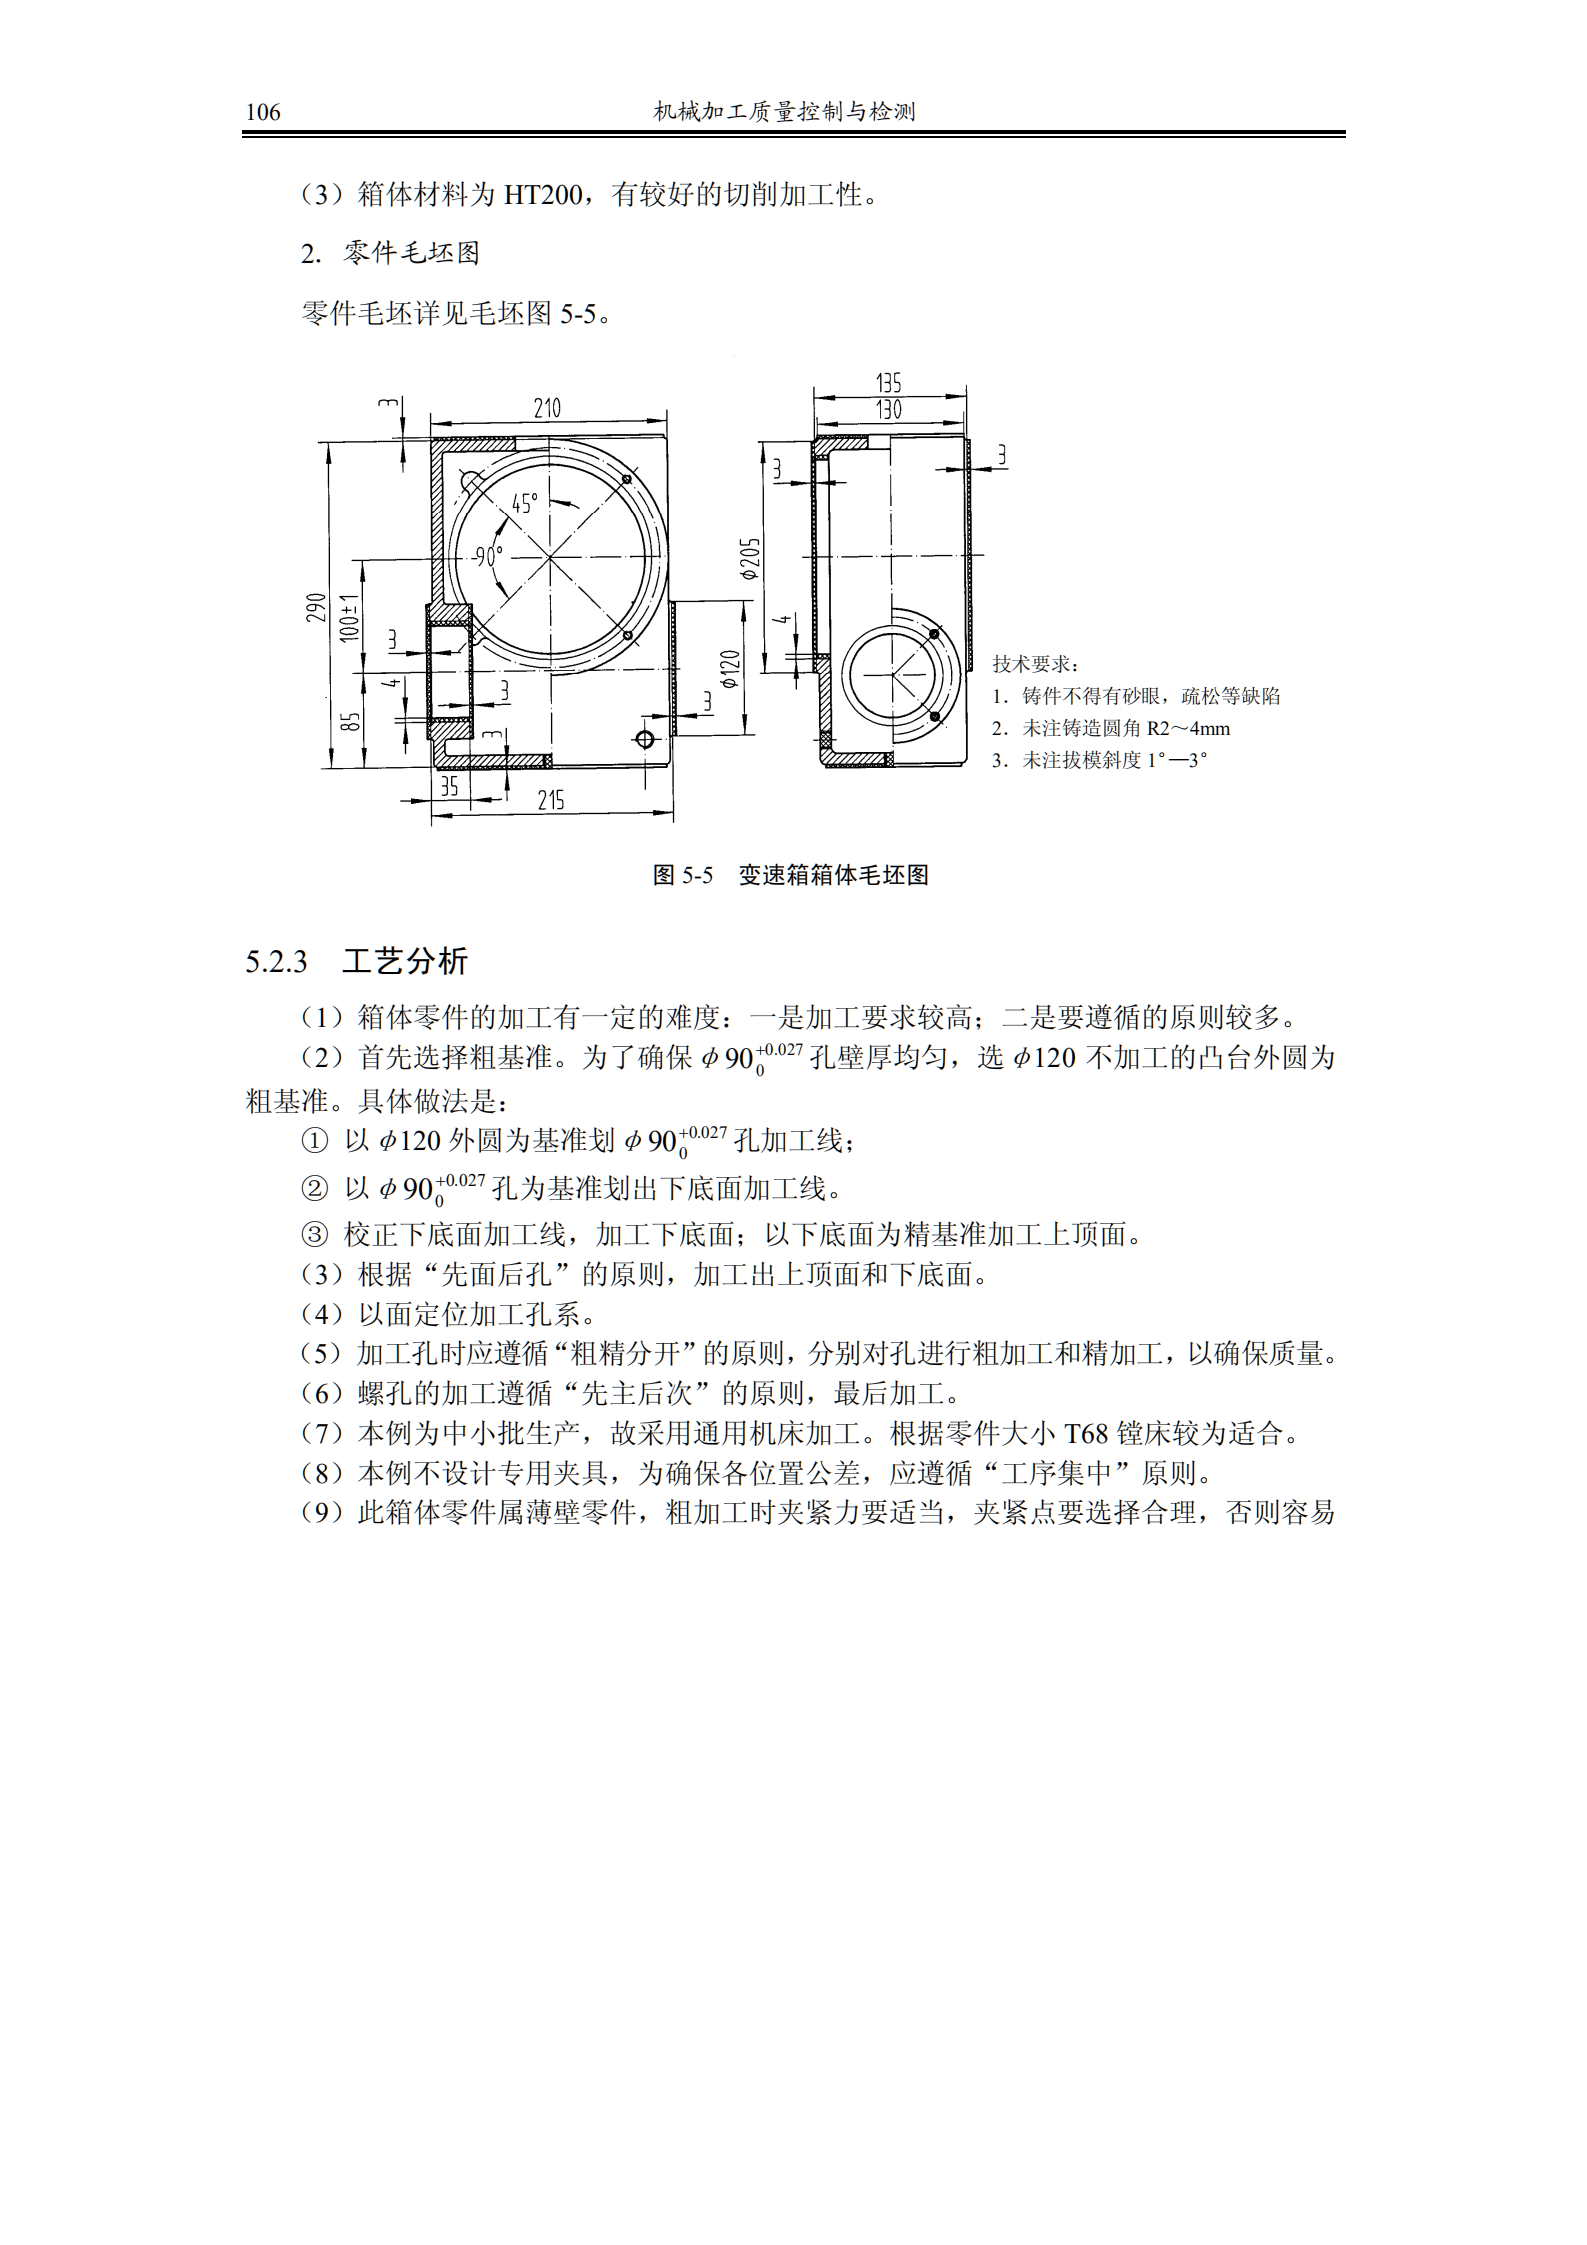 106
机械加工质量控制与检测
（3）箱体材料为 HT200，有较好的切削加工性。
2．零件毛坯图
零件毛坯详见毛坯图 5-5。
3
210
135
130
3
3
45°
90°
290
100±1
85
3
4
3
3
35
215
φ205
φ120
4
3
技术要求：
1．铸件不得有砂眼，疏松等缺陷
2．未注铸造圆角 R2～4mm
3．未注拔模斜度 1°—3°
图 5-5　变速箱箱体毛坯图
5.2.3　工艺分析
（1）箱体零件的加工有一定的难度：一是加工要求较高；二是要遵循的原则较多。
（2）首先选择粗基准。为了确保 φ90 +0.027 0 孔壁厚均匀，选 φ120 不加工的凸台外圆为
粗基准。具体做法是：
① 以 φ120 外圆为基准划 φ90 +0.027 0 孔加工线；
② 以 φ90 +0.027 0 孔为基准划出下底面加工线。
③ 校正下底面加工线，加工下底面；以下底面为精基准加工上顶面。
（3）根据“先面后孔”的原则，加工出上顶面和下底面。
（4）以面定位加工孔系。
（5）加工孔时应遵循“粗精分开”的原则，分别对孔进行粗加工和精加工，以确保质量。
（6）螺孔的加工遵循“先主后次”的原则，最后加工。
（7）本例为中小批生产，故采用通用机床加工。根据零件大小 T68 镗床较为适合。
（8）本例不设计专用夹具，为确保各位置公差，应遵循“工序集中”原则。
（9）此箱体零件属薄壁零件，粗加工时夹紧力要适当，夹紧点要选择合理，否则容易